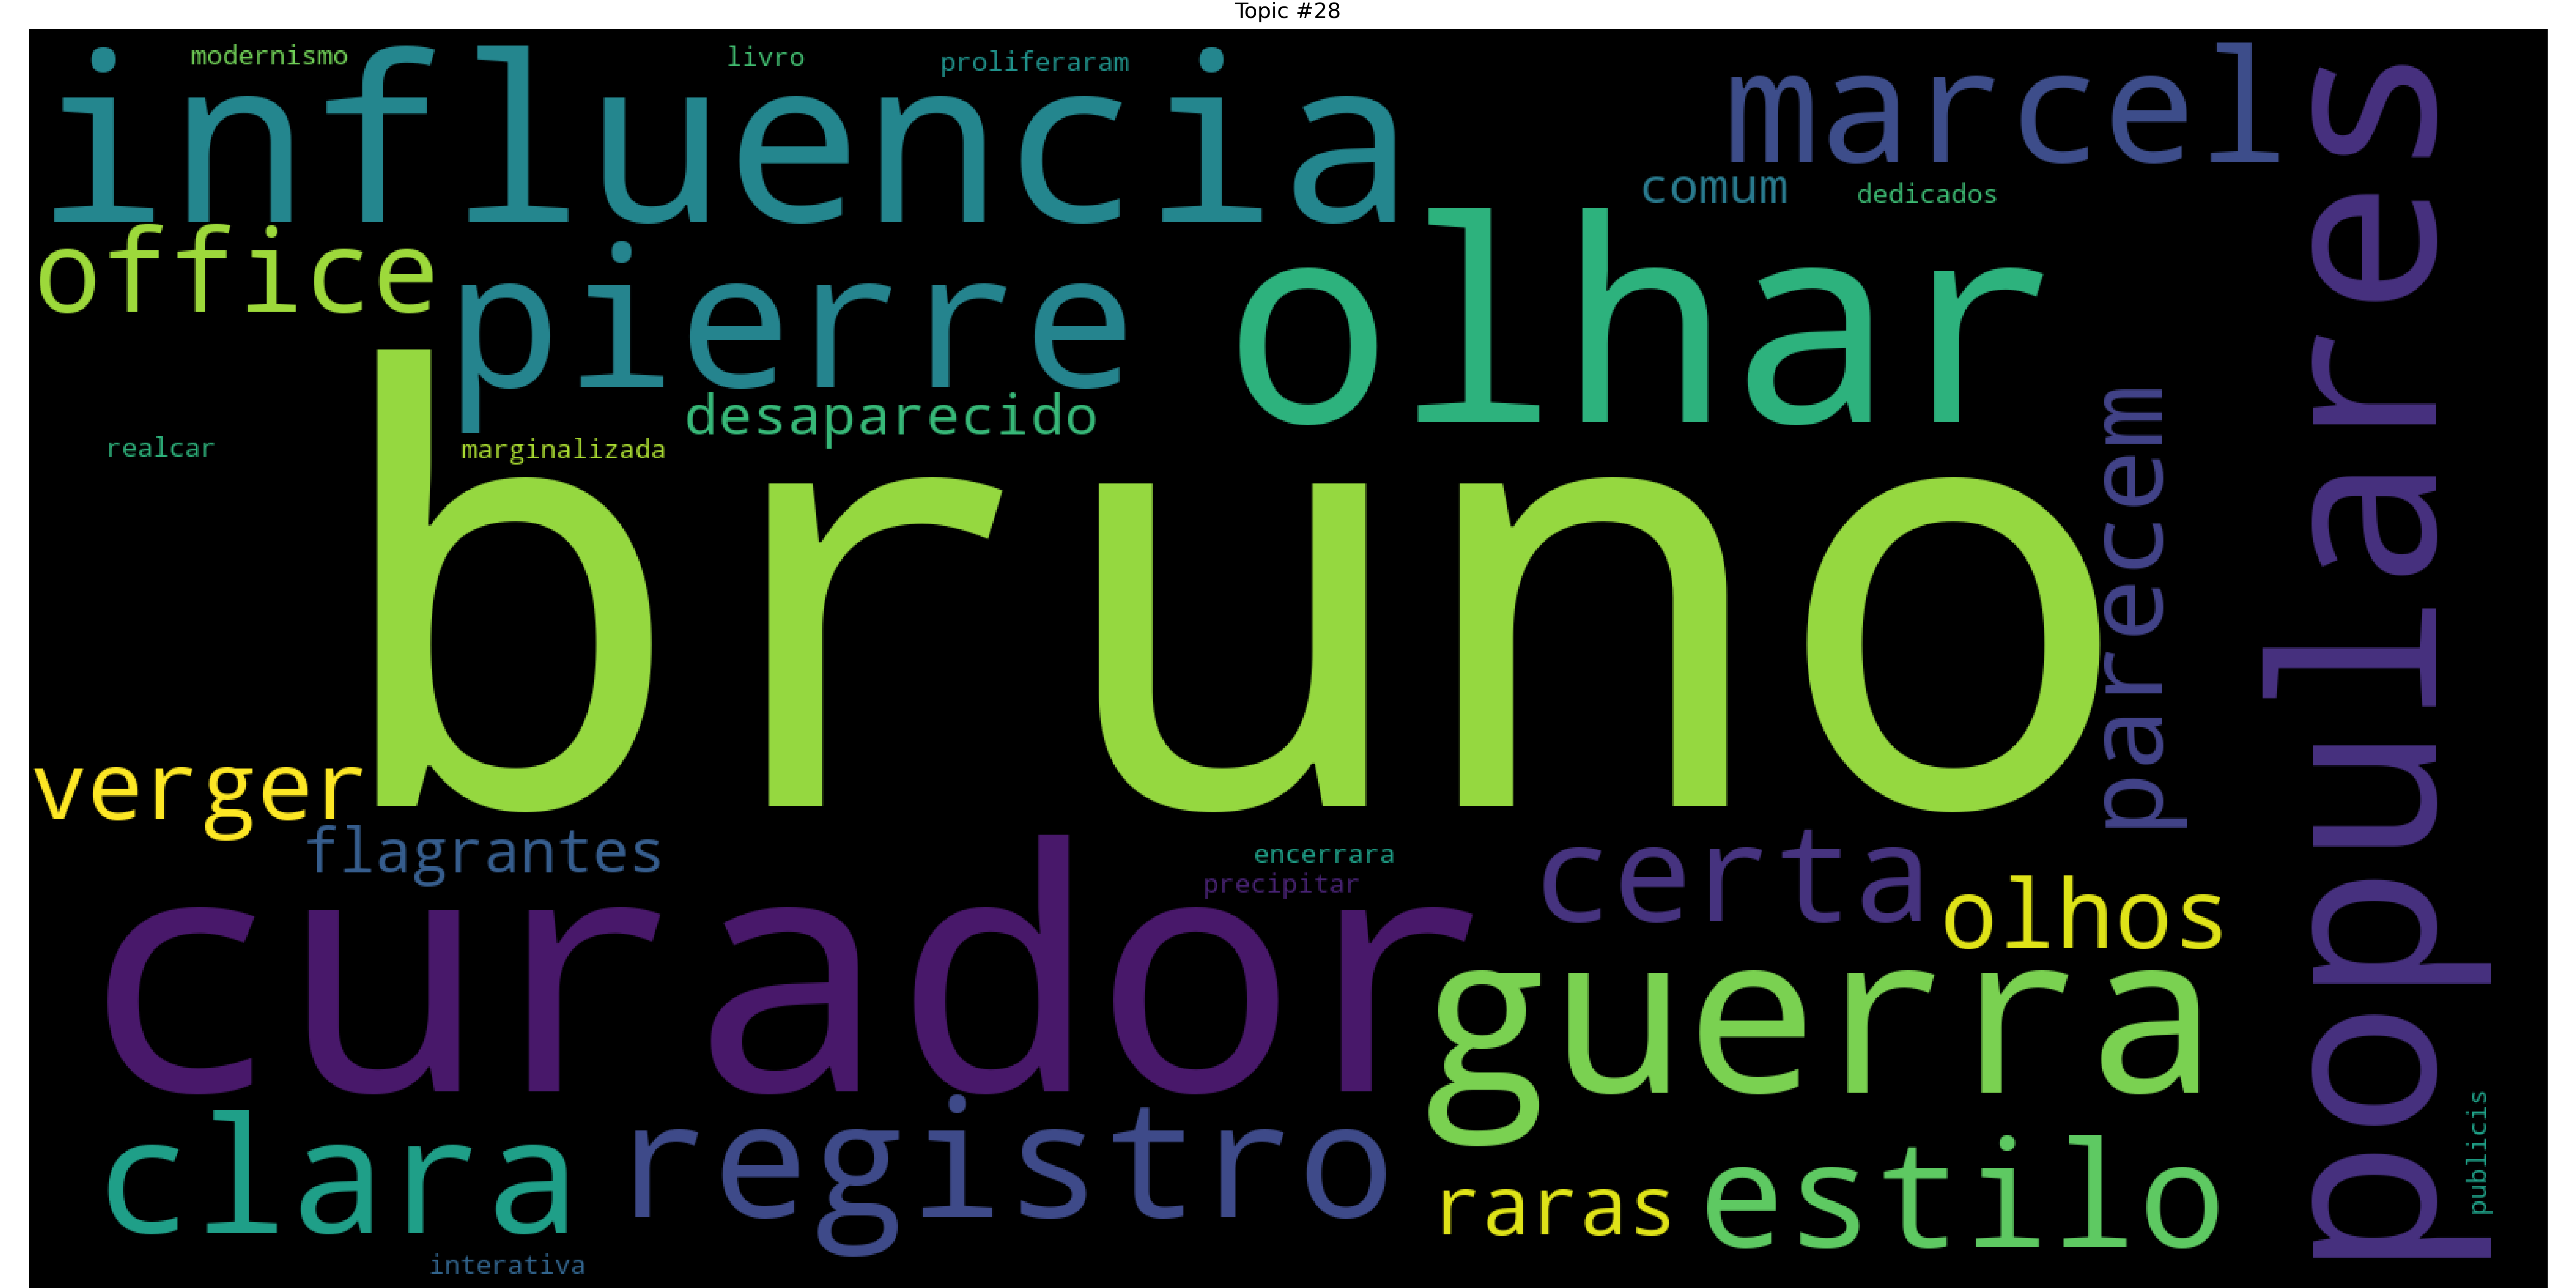 Topic #28
modernismo
livro
proliferaram
influencia
marcel
comum
dedicados
office
pierre
olhar
populares
desaparecido
realcar
marginalizada
bruno
parecem
verger
flagrantes
encerrara
precipitar
certa
olhos
curador
guerra
clara
registro
raras
estilo
publicis
interativa